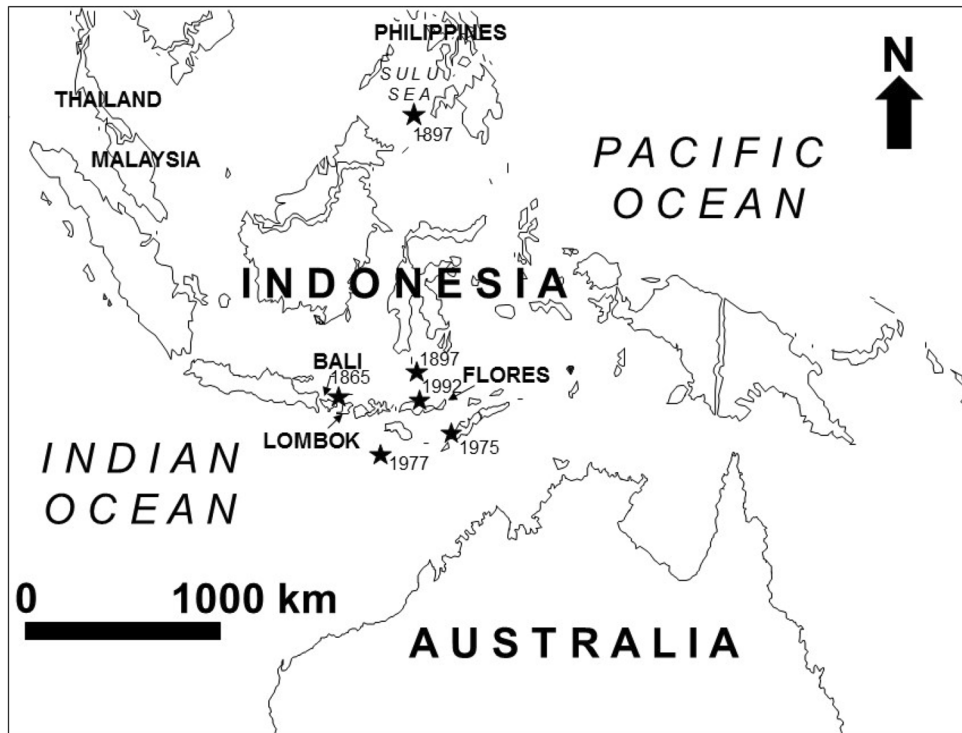 PHILIPPINES
SULU
SEA
1897
N
THAILAND
MALAYSIA
PACIFIC
OCEAN
INDONESIA
BALI
1865
1897
1992
FLORES
LOMBOK
1975
1977
INDIAN
OCEAN
0 1000 km
AUSTRALIA